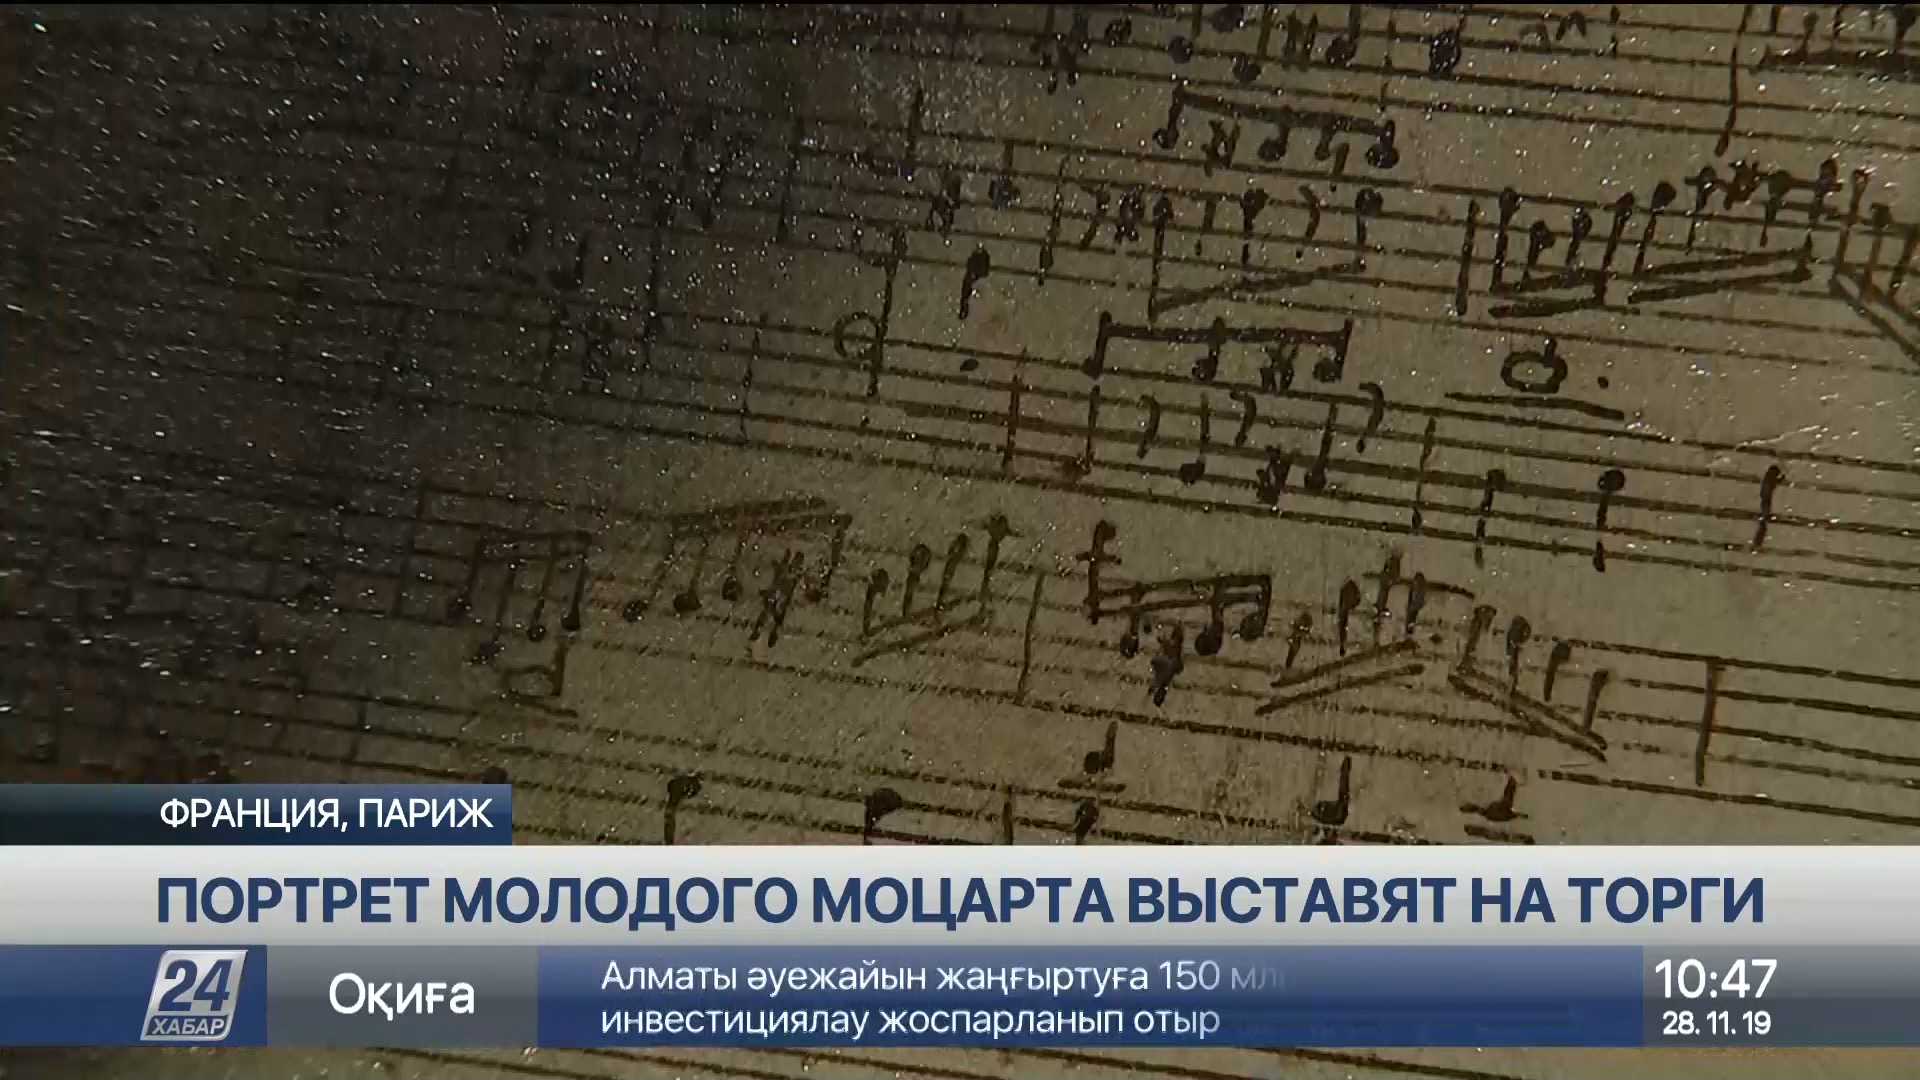 ФРАНЦИЯ, ПАРИЖ
ПОРТРЕТ МОЛОДОГО МОЦАРТА ВЫСТАВЯТ НА ТОРГИ
24
ХАБАР
Оқиға
Алматы әуежайын жаңғыртуға 150
инвестициялау жоспарланып отыр
10:47
28.11.19